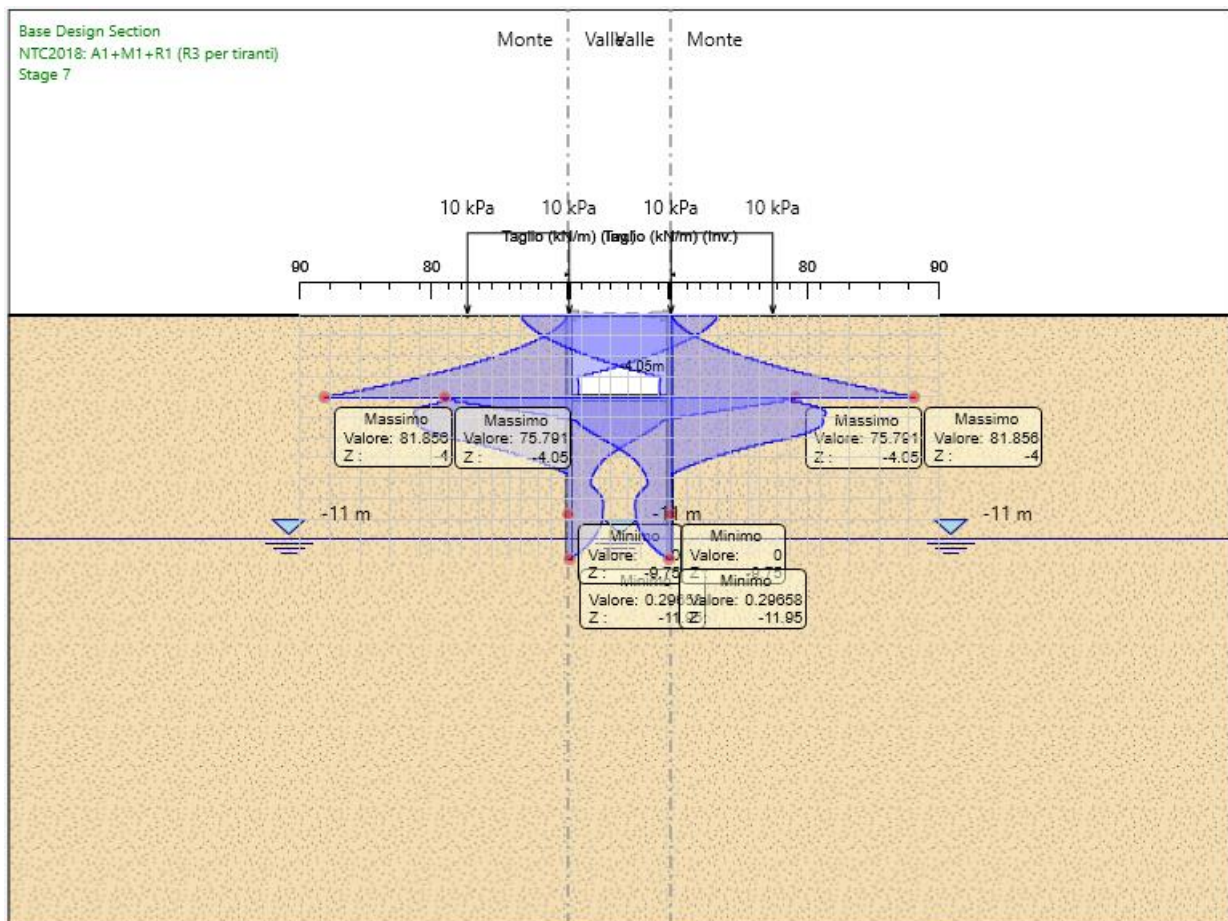 Base Design Section
NTC2018: A1+M1+R1 (R3 per tiranti)
Stage 7
Monte
Valle
Valle
Monte
10 kPa
10 kPa
10 kPa
10 kPa
Taglio (kN/m) (Inv.)
Taglio (kN/m) (Inv.)
90
80
80
90
-4.05m
Massimo
Valore: 81.856
Z : -4
Massimo
Valore: 75.791
Z : -4.05
Massimo
Valore: 75.791
Z : -4.05
Massimo
Valore: 81.856
Z : -4
-11 m
-11 m
-11 m
Minimo
Valore: 0
Z : -9.75
Minimo
Valore: 0
Z : -9.75
Minimo
Valore: 0.29658
Z : -11.95
Minimo
Valore: 0.29658
Z : -11.95